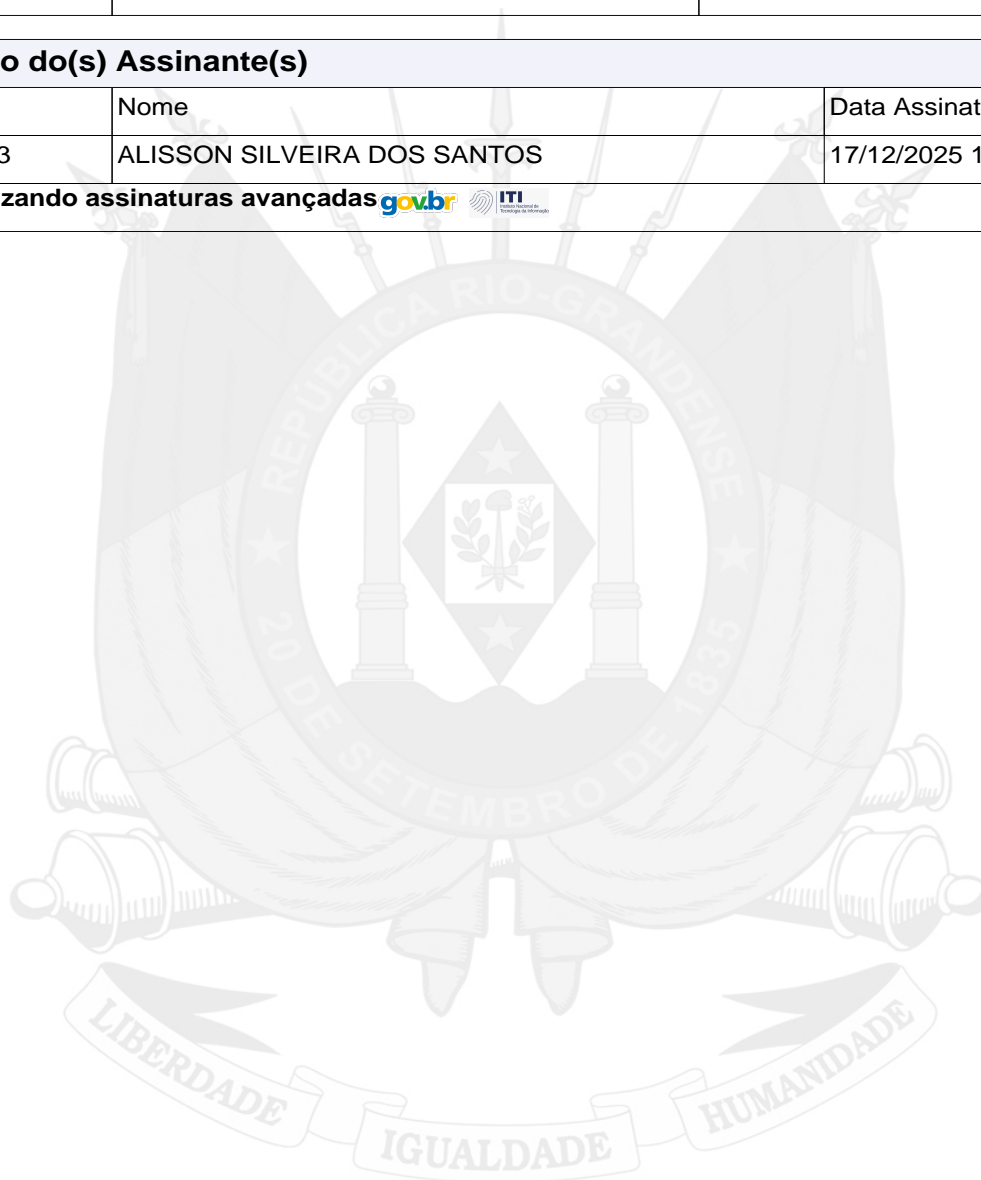 o do(s) Assinante(s)
Nome
Data Assinat
3
ALISSON SILVEIRA DOS SANTOS
17/12/2025 1
zando assinaturas avançadas gov.br ITI
REPÚBLICA RIO-GRANDENSE
★ 20 DE SETEMBRO DE 1835 ★
LIBERDADE
IGUALDADE
HUMANIDADE